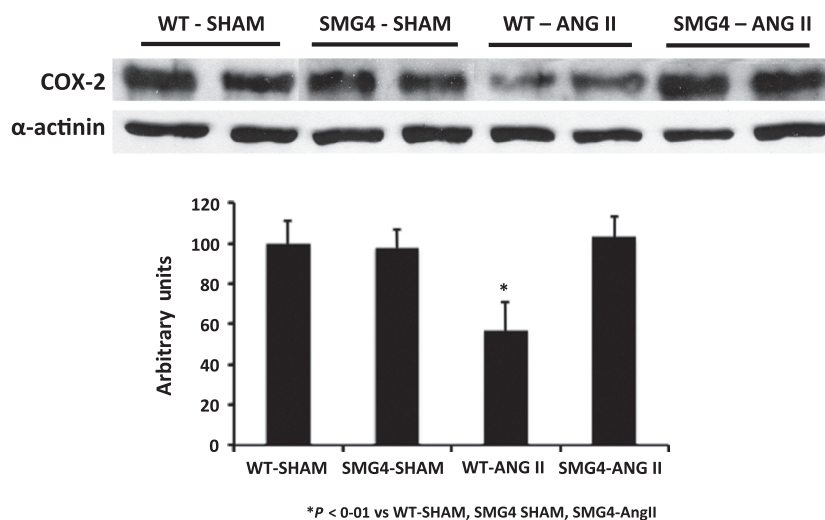 WT - SHAM SMG4 - SHAM WT – ANG II SMG4 – ANG II
COX-2
α-actinin
120
100
80
60
40
20
0
Arbitrary units
*
WT-SHAM SMG4-SHAM WT-ANG II SMG4-ANG II
*P < 0-01 vs WT-SHAM, SMG4 SHAM, SMG4-AngII